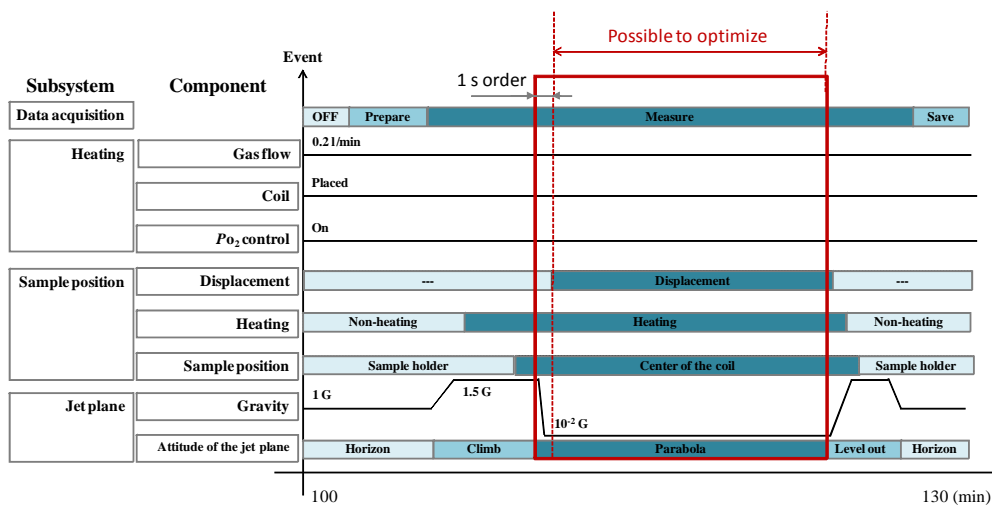 Possible to optimize
Event
1 s order
Subsystem
Component
Data acquisition
OFF
Prepare
Measure
Save
Heating
Gas flow
0.2 l/min
Coil
Placed
Po₂ control
On
Sample position
Displacement
---
Displacement
---
Heating
Non-heating
Heating
Non-heating
Sample position
Sample holder
Center of the coil
Sample holder
Jet plane
Gravity
1 G
1.5 G
10⁻² G
Attitude of the jet plane
Horizon
Climb
Parabola
Level out
Horizon
100
130 (min)